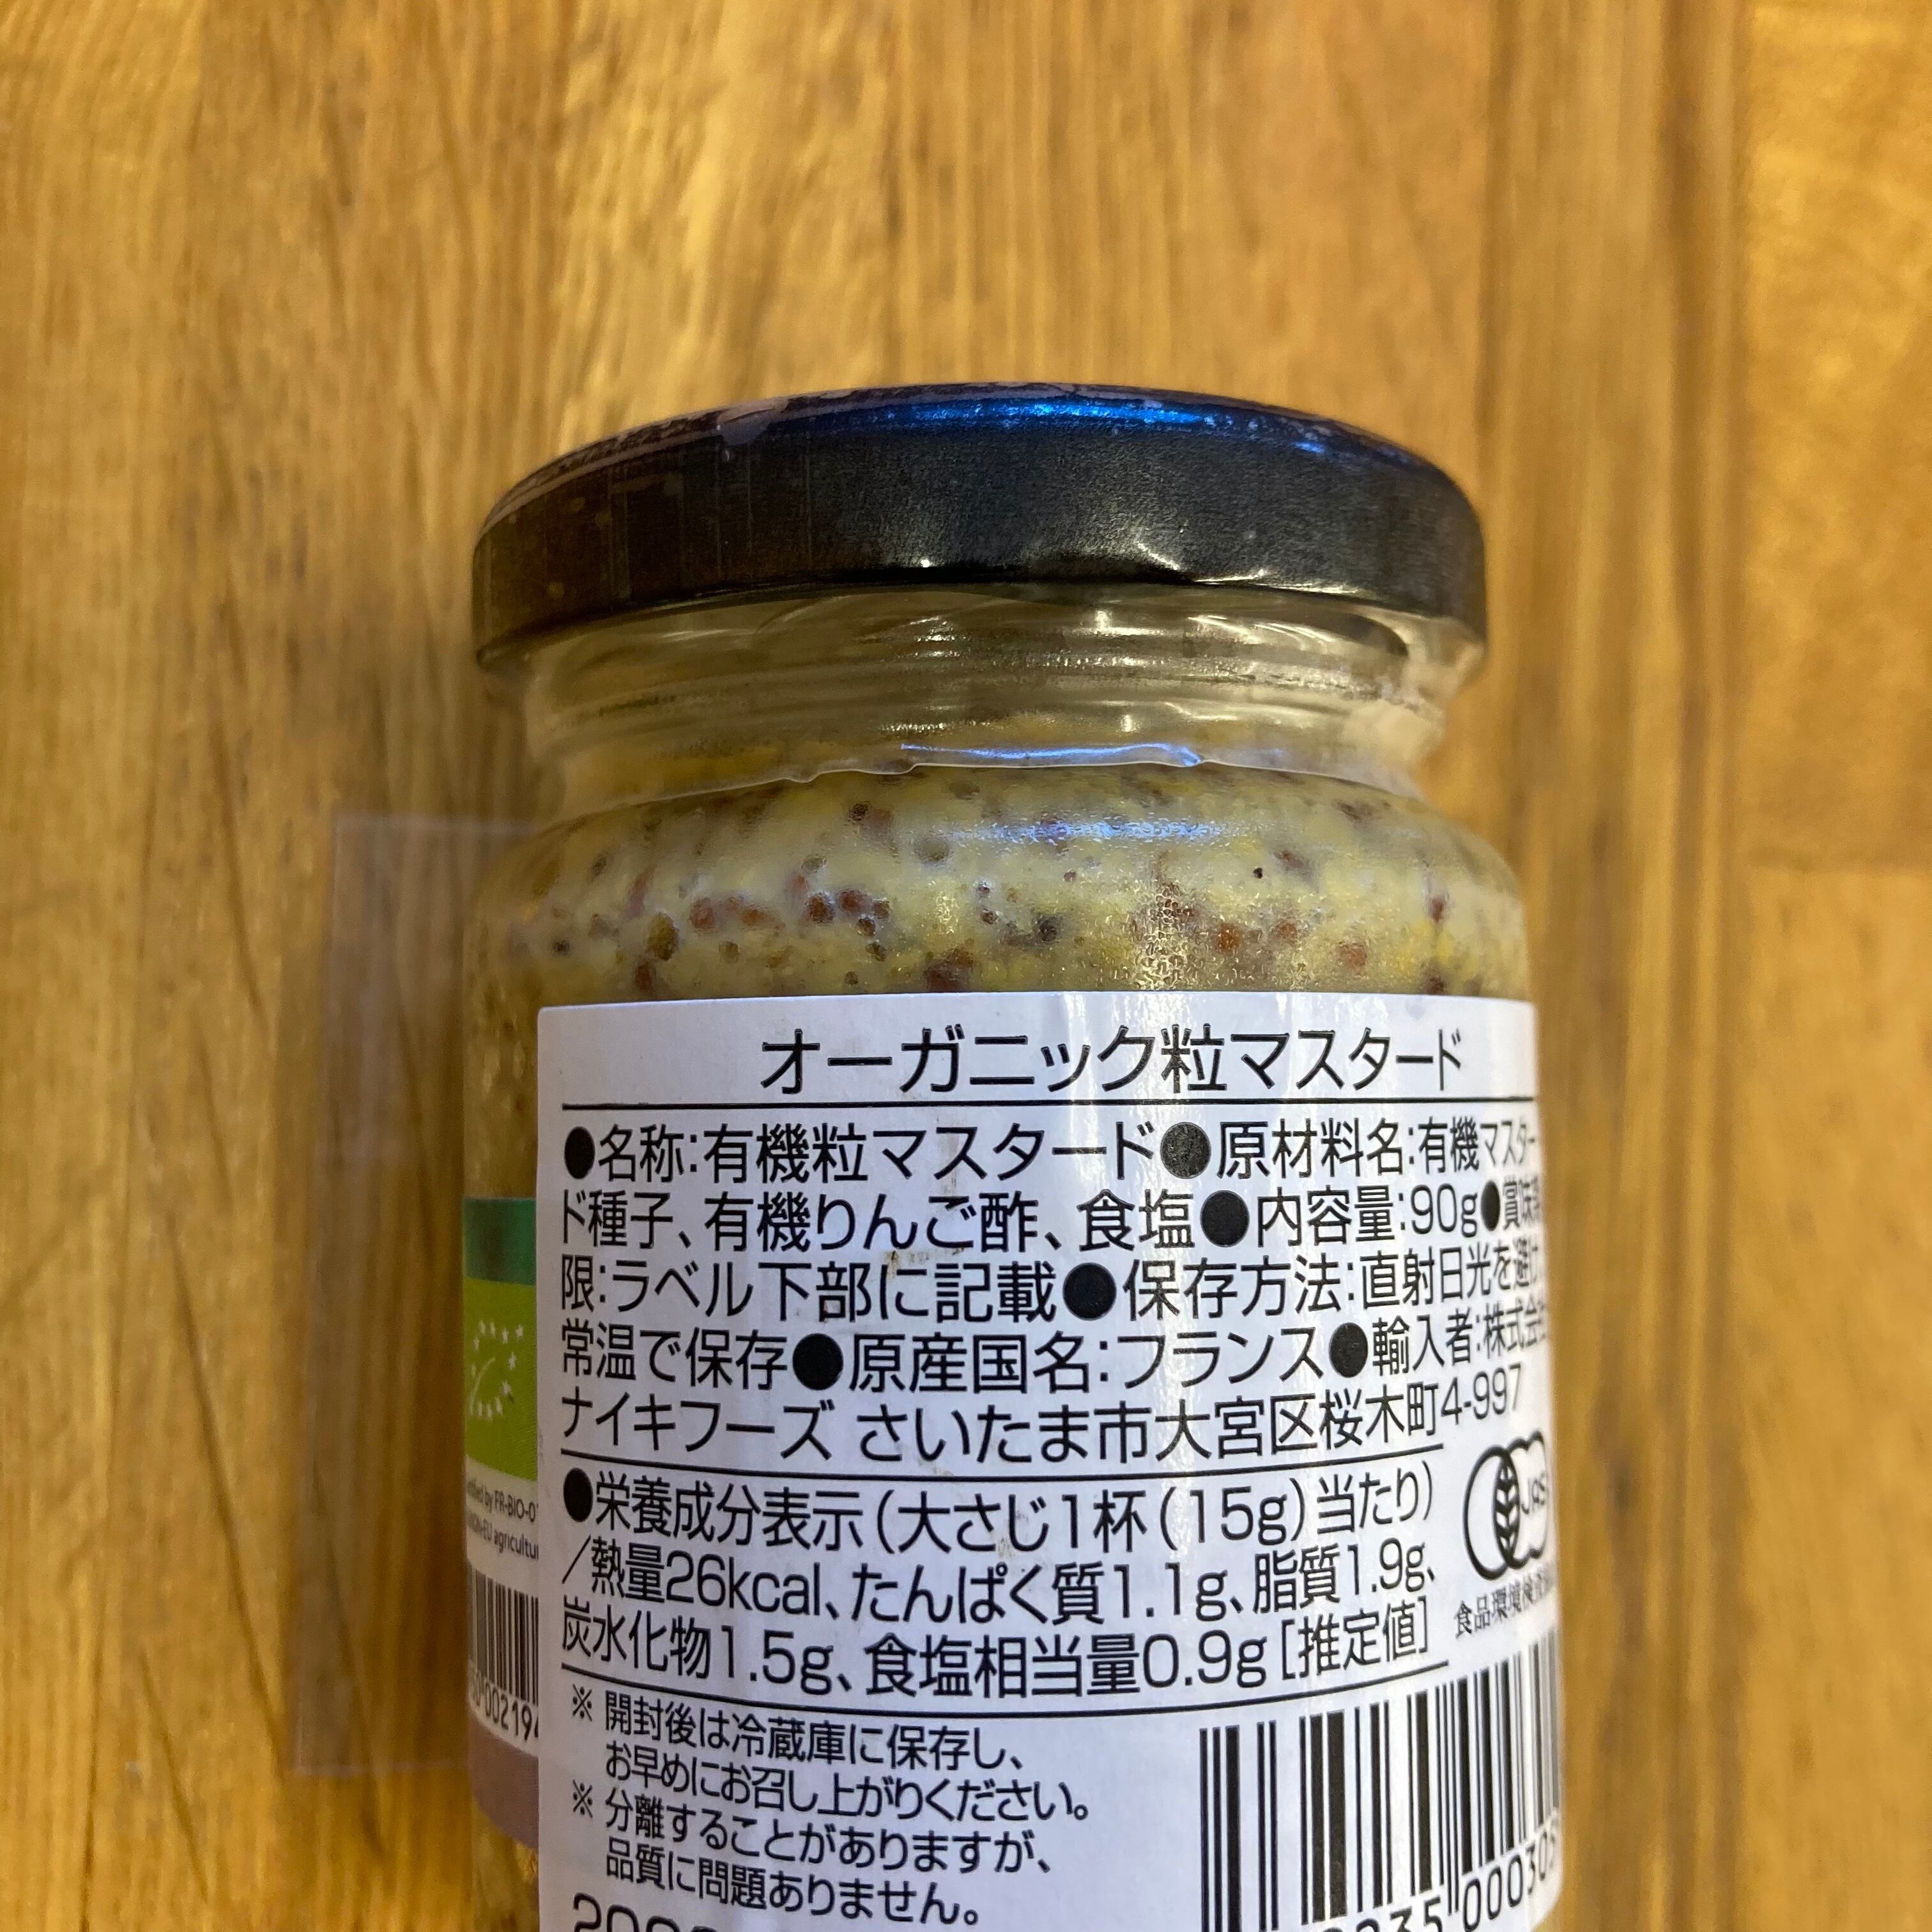 オーガニック粒マスタード
●名称:有機粒マスタード●原材料名:有機マスター
ド種子、有機りんご酢、食塩●内容量:90g●賞味期
限:ラベル下部に記載●保存方法:直射日光を避け
常温で保存●原産国名:フランス●輸入者:株式会社
ナイキフーズ さいたま市大宮区桜木町4-997
●栄養成分表示(大さじ1杯(15g)当たり)
/熱量26kcal、たんぱく質1.1g、脂質1.9g、
炭水化物1.5g、食塩相当量0.9g[推定値]
JAS
※ 開封後は冷蔵庫に保存し、
お早めにお召し上がりください。
※ 分離することがありますが、
品質に問題ありません。
by FR-BIO-0
agricultu